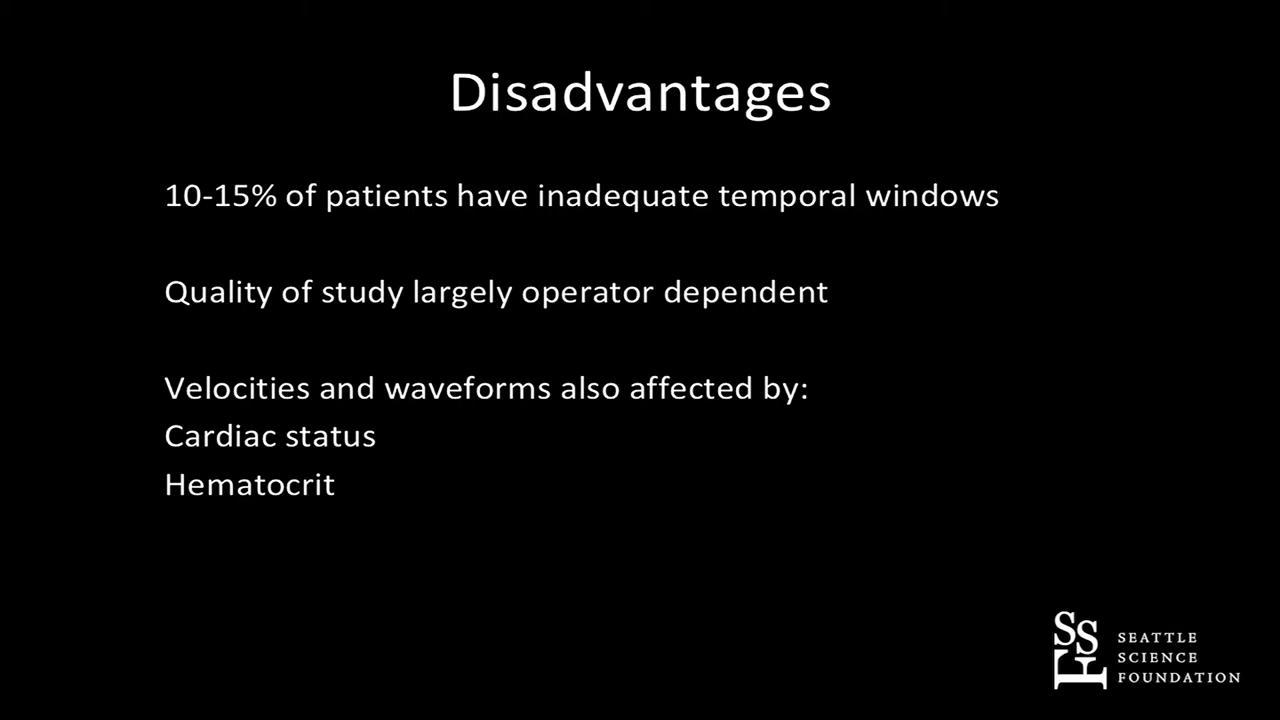 Disadvantages
10-15% of patients have inadequate temporal windows
Quality of study largely operator dependent
Velocities and waveforms also affected by:
Cardiac status
Hematocrit
SSF
SEATTLE
SCIENCE
FOUNDATION